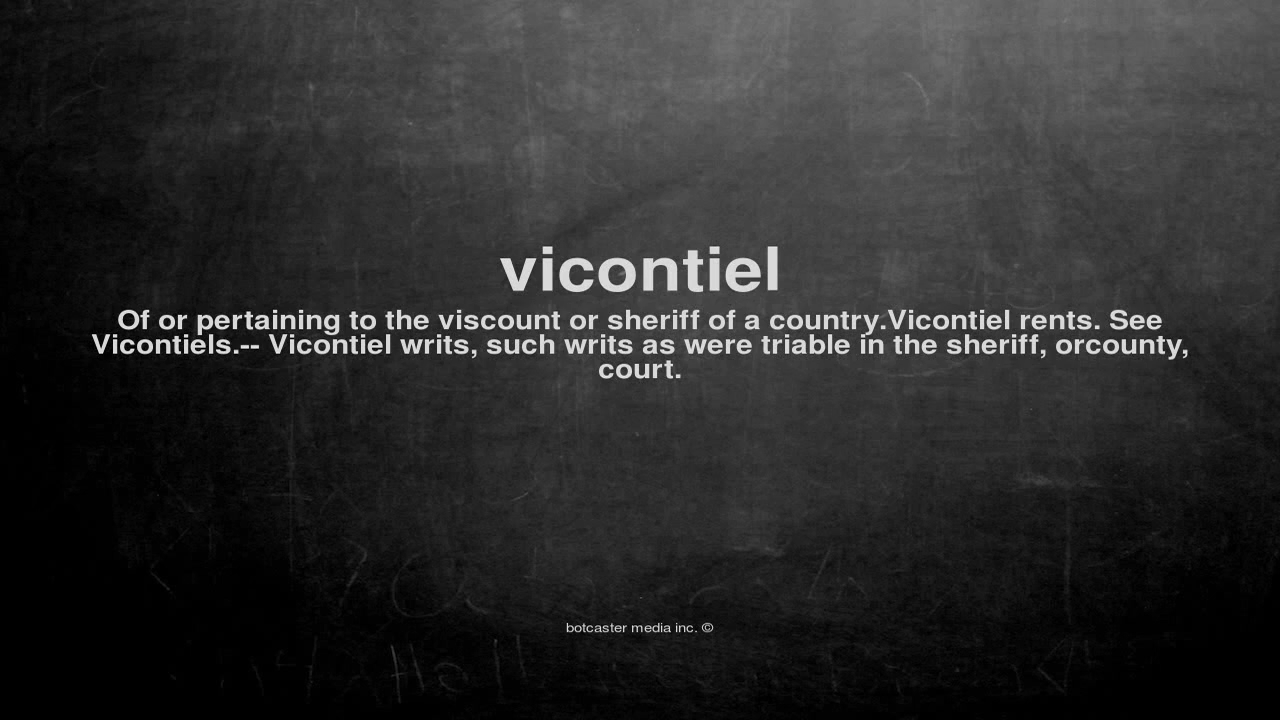 vicontiel
Of or pertaining to the viscount or sheriff of a country.Vicontiel rents. See
Vicontiels.-- Vicontiel writs, such writs as were triable in the sheriff, orcounty,
court.
botcaster media inc. ©